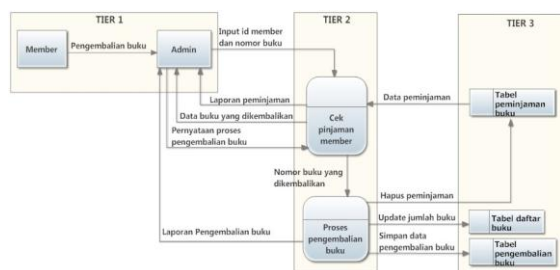 TIER 1
TIER 2
TIER 3
Member
Pengembalian buku
Admin
Input id member
dan nomor buku
Laporan peminjaman
Data buku yang dikembalikan
Pernyataan proses
pengembalian buku
Cek
pinjaman
member
Data peminjaman
Tabel
peminjaman
buku
Nomor buku yang
dikembalikan
Hapus peminjaman
Update jumlah buku
Simpan data
pengembalian buku
Laporan Pengembalian buku
Proses
pengembalian
buku
Tabel daftar
buku
Tabel
pengembalian
buku